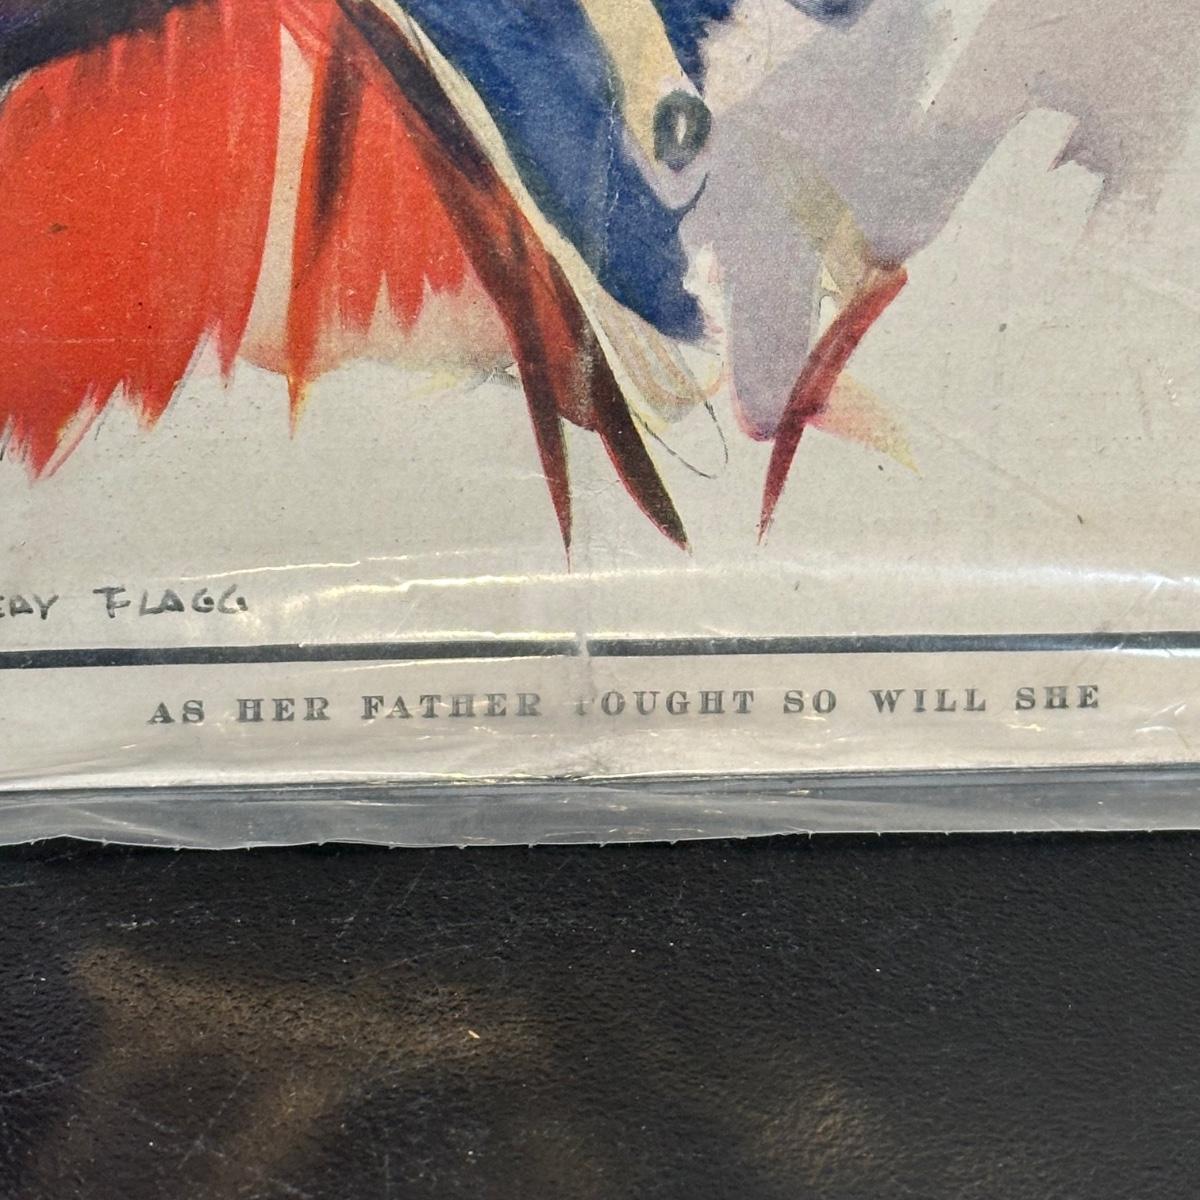 FLAGG
AS HER FATHER FOUGHT SO WILL SHE